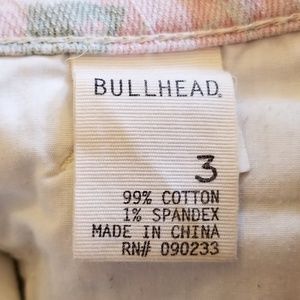 BULLHEAD.
3
99% COTTON
1% SPANDEX
MADE IN CHINA
RN# 090233